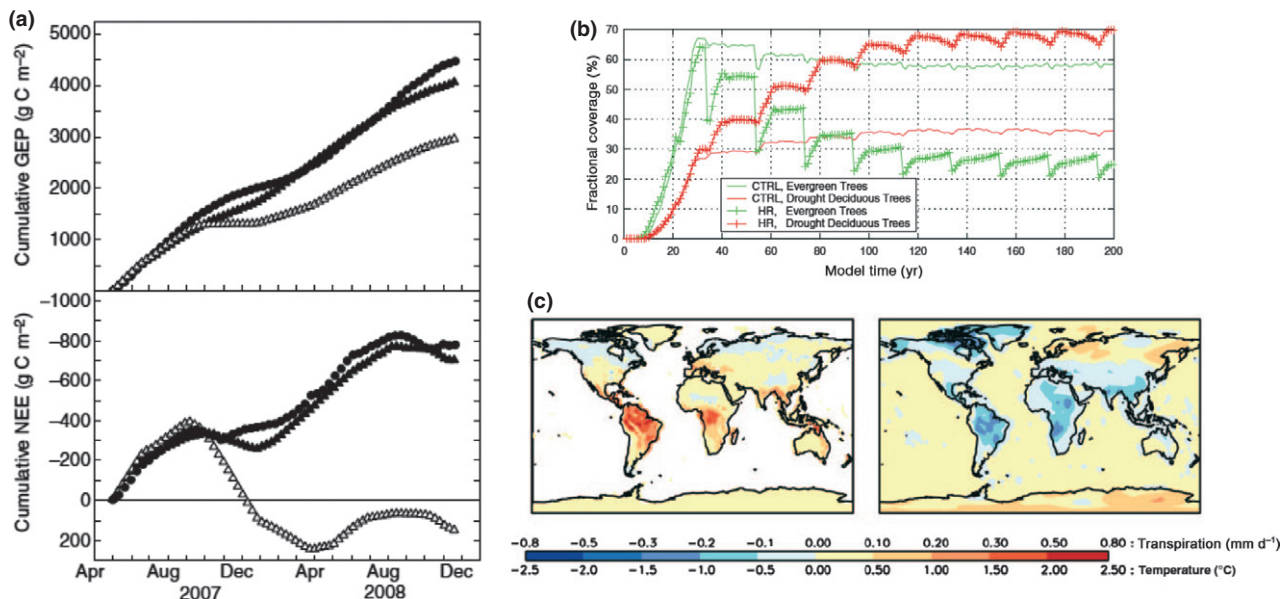 (a)
5000
4000
3000
2000
1000
Cumulative GEP (g C m⁻²)
−1000
−800
−600
−400
−200
0
200
Cumulative NEE (g C m⁻²)
Apr Aug Dec Apr Aug Dec
2007 2008
(b)
70
60
50
40
30
20
10
0
Fractional coverage (%)
CTRL, Evergreen Trees
CTRL, Drought Deciduous Trees
HR, Evergreen Trees
HR, Drought Deciduous Trees
0 20 40 60 80 100 120 140 160 180 200
Model time (yr)
(c)
−0.8 −0.5 −0.3 −0.2 −0.1 0.00 0.10 0.20 0.30 0.50 0.80 : Transpiration (mm d⁻¹)
−2.5 −2.0 −1.5 −1.0 −0.5 0.00 0.50 1.00 1.50 2.00 2.50 : Temperature (°C)